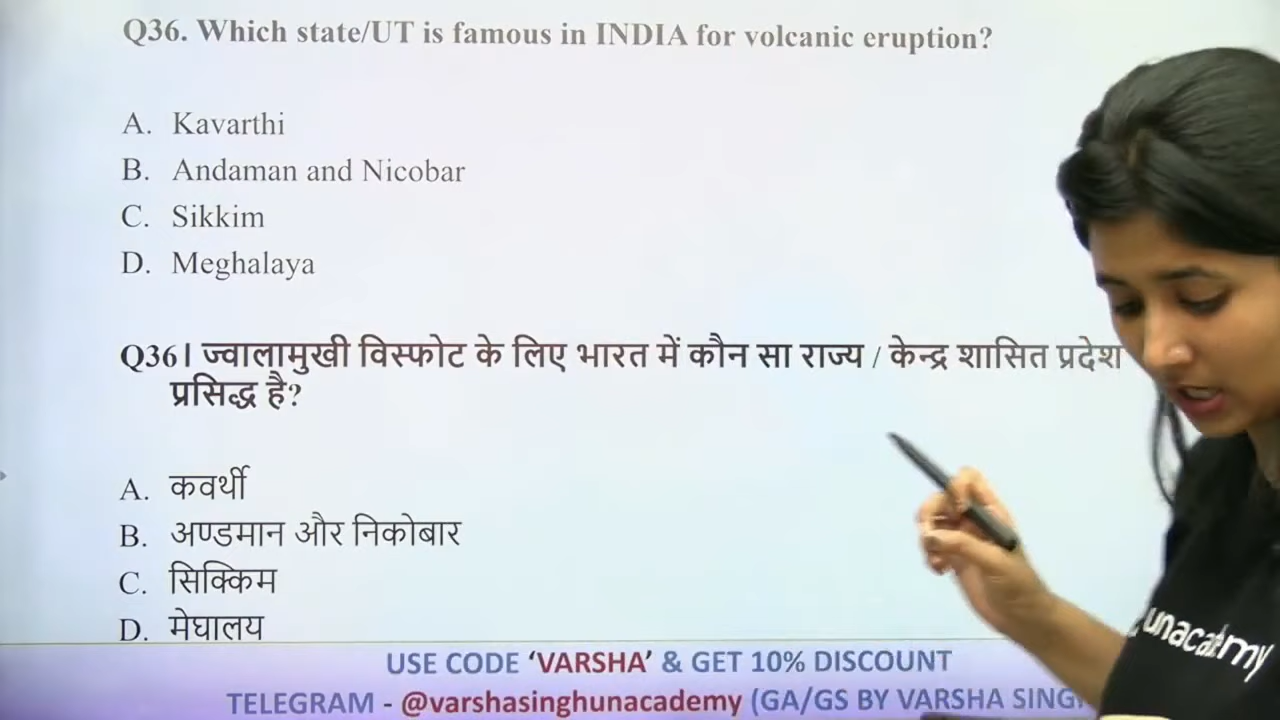 Q36. Which state/UT is famous in INDIA for volcanic eruption?
A. Kavarthi
B. Andaman and Nicobar
C. Sikkim
D. Meghalaya
Q36। ज्वालामुखी विस्फोट के लिए भारत में कौन सा राज्य / केन्द्र शासित प्रदेश
प्रसिद्ध है?
A. कवर्थी
B. अण्डमान और निकोबार
C. सिक्किम
D. मेघालय
unacademy
USE CODE ‘VARSHA’ & GET 10% DISCOUNT
TELEGRAM - @varshasinghunacademy (GA/GS BY VARSHA